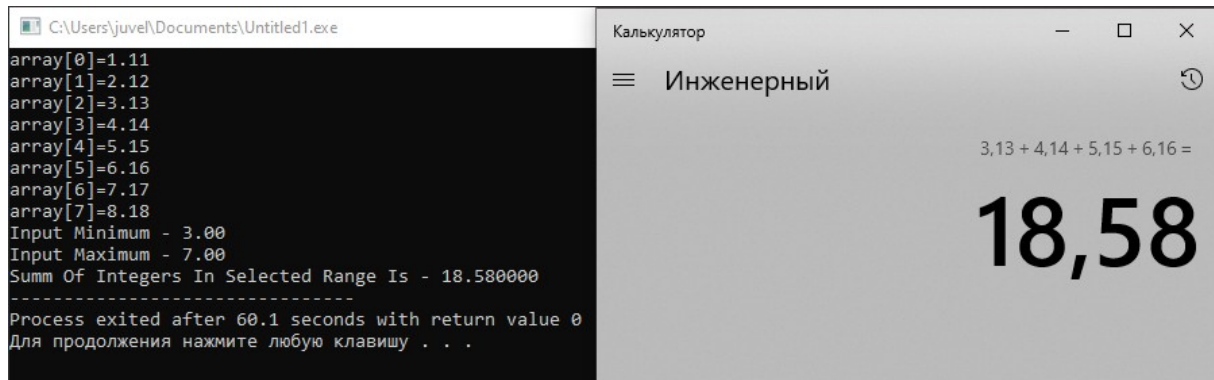 C:\Users\juvel\Documents\Untitled1.exe
array[0]=1.11
array[1]=2.12
array[2]=3.13
array[3]=4.14
array[4]=5.15
array[5]=6.16
array[6]=7.17
array[7]=8.18
Input Minimum - 3.00
Input Maximum - 7.00
Summ Of Integers In Selected Range Is - 18.580000
--------------------------------
Process exited after 60.1 seconds with return value 0
Для продолжения нажмите любую клавишу . . .
Калькулятор
Инженерный
3,13 + 4,14 + 5,15 + 6,16 =
18,58